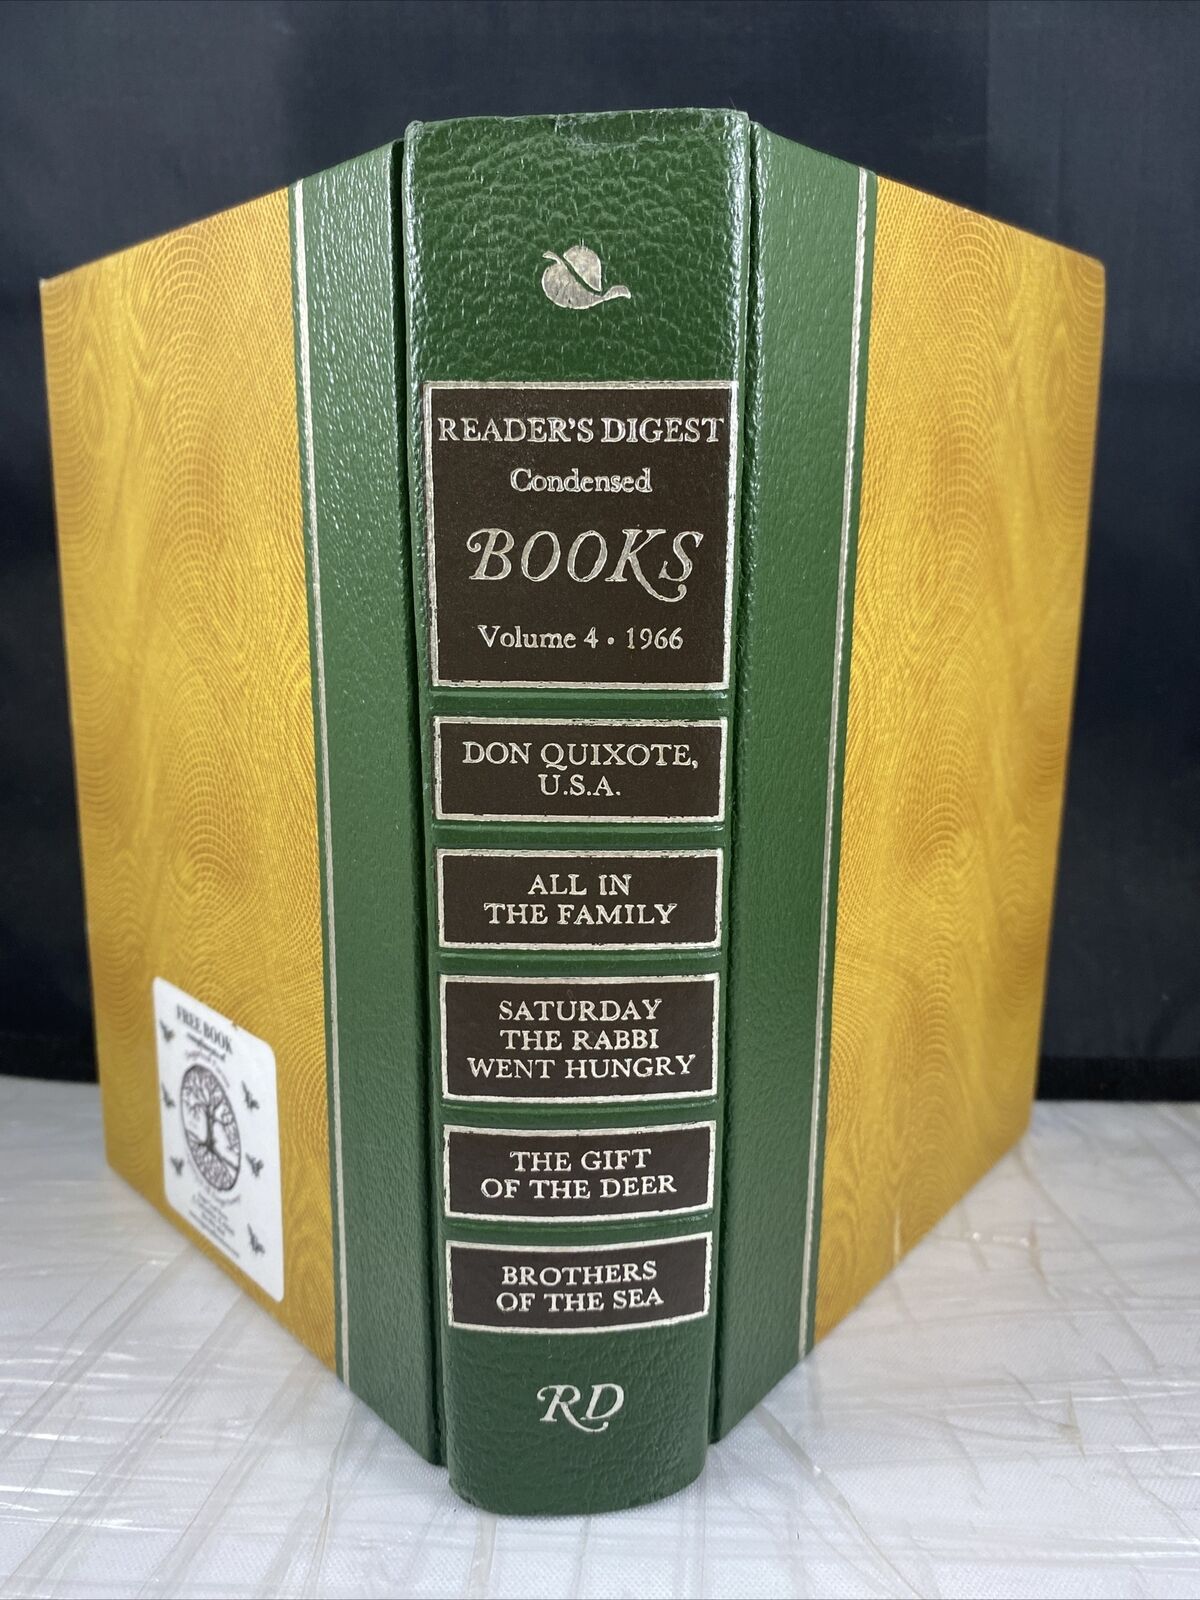 READER'S DIGEST
Condensed
BOOKS
Volume 4 • 1966
DON QUIXOTE,
U.S.A.
ALL IN
THE FAMILY
SATURDAY
THE RABBI
WENT HUNGRY
THE GIFT
OF THE DEER
BROTHERS
OF THE SEA
RD
FREE BOOK